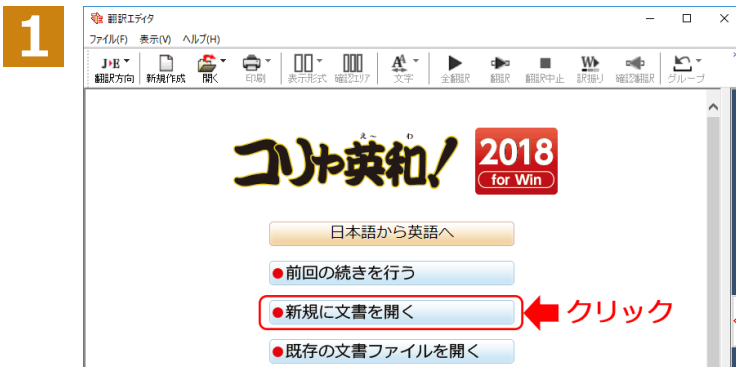 1
翻訳エディタ
ファイル(F) 表示(V) ヘルプ(H)
J▶E
翻訳方向 新規作成 開く 印刷 表示形式 確認エリア 文字 全翻訳 翻訳 翻訳中止 訳振り 確認翻訳 グループ
え〜わ
コリャ英和!
2018
for Win
日本語から英語へ
●前回の続きを行う
●新規に文書を開く
クリック
●既存の文書ファイルを開く